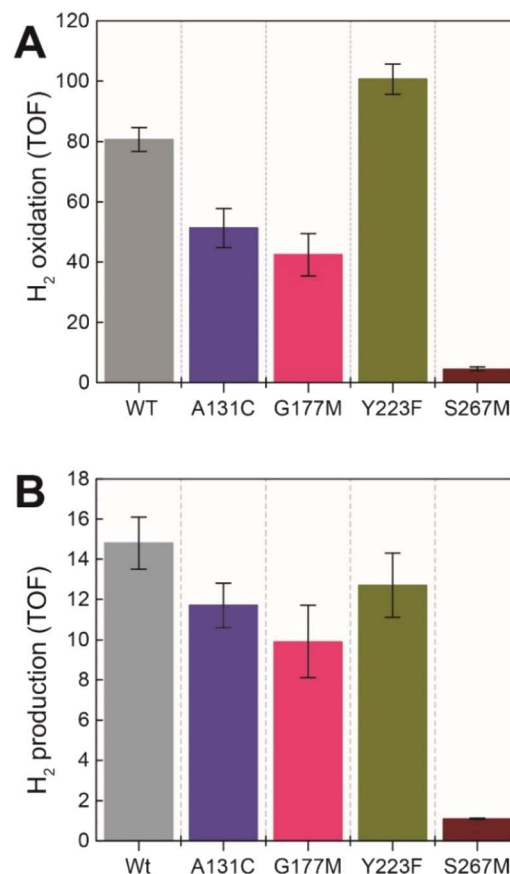 A
H₂ oxidation (TOF)
120
100
80
60
40
20
0
WT A131C G177M Y223F S267M
B
H₂ production (TOF)
18
16
14
12
10
8
6
4
2
0
Wt A131C G177M Y223F S267M